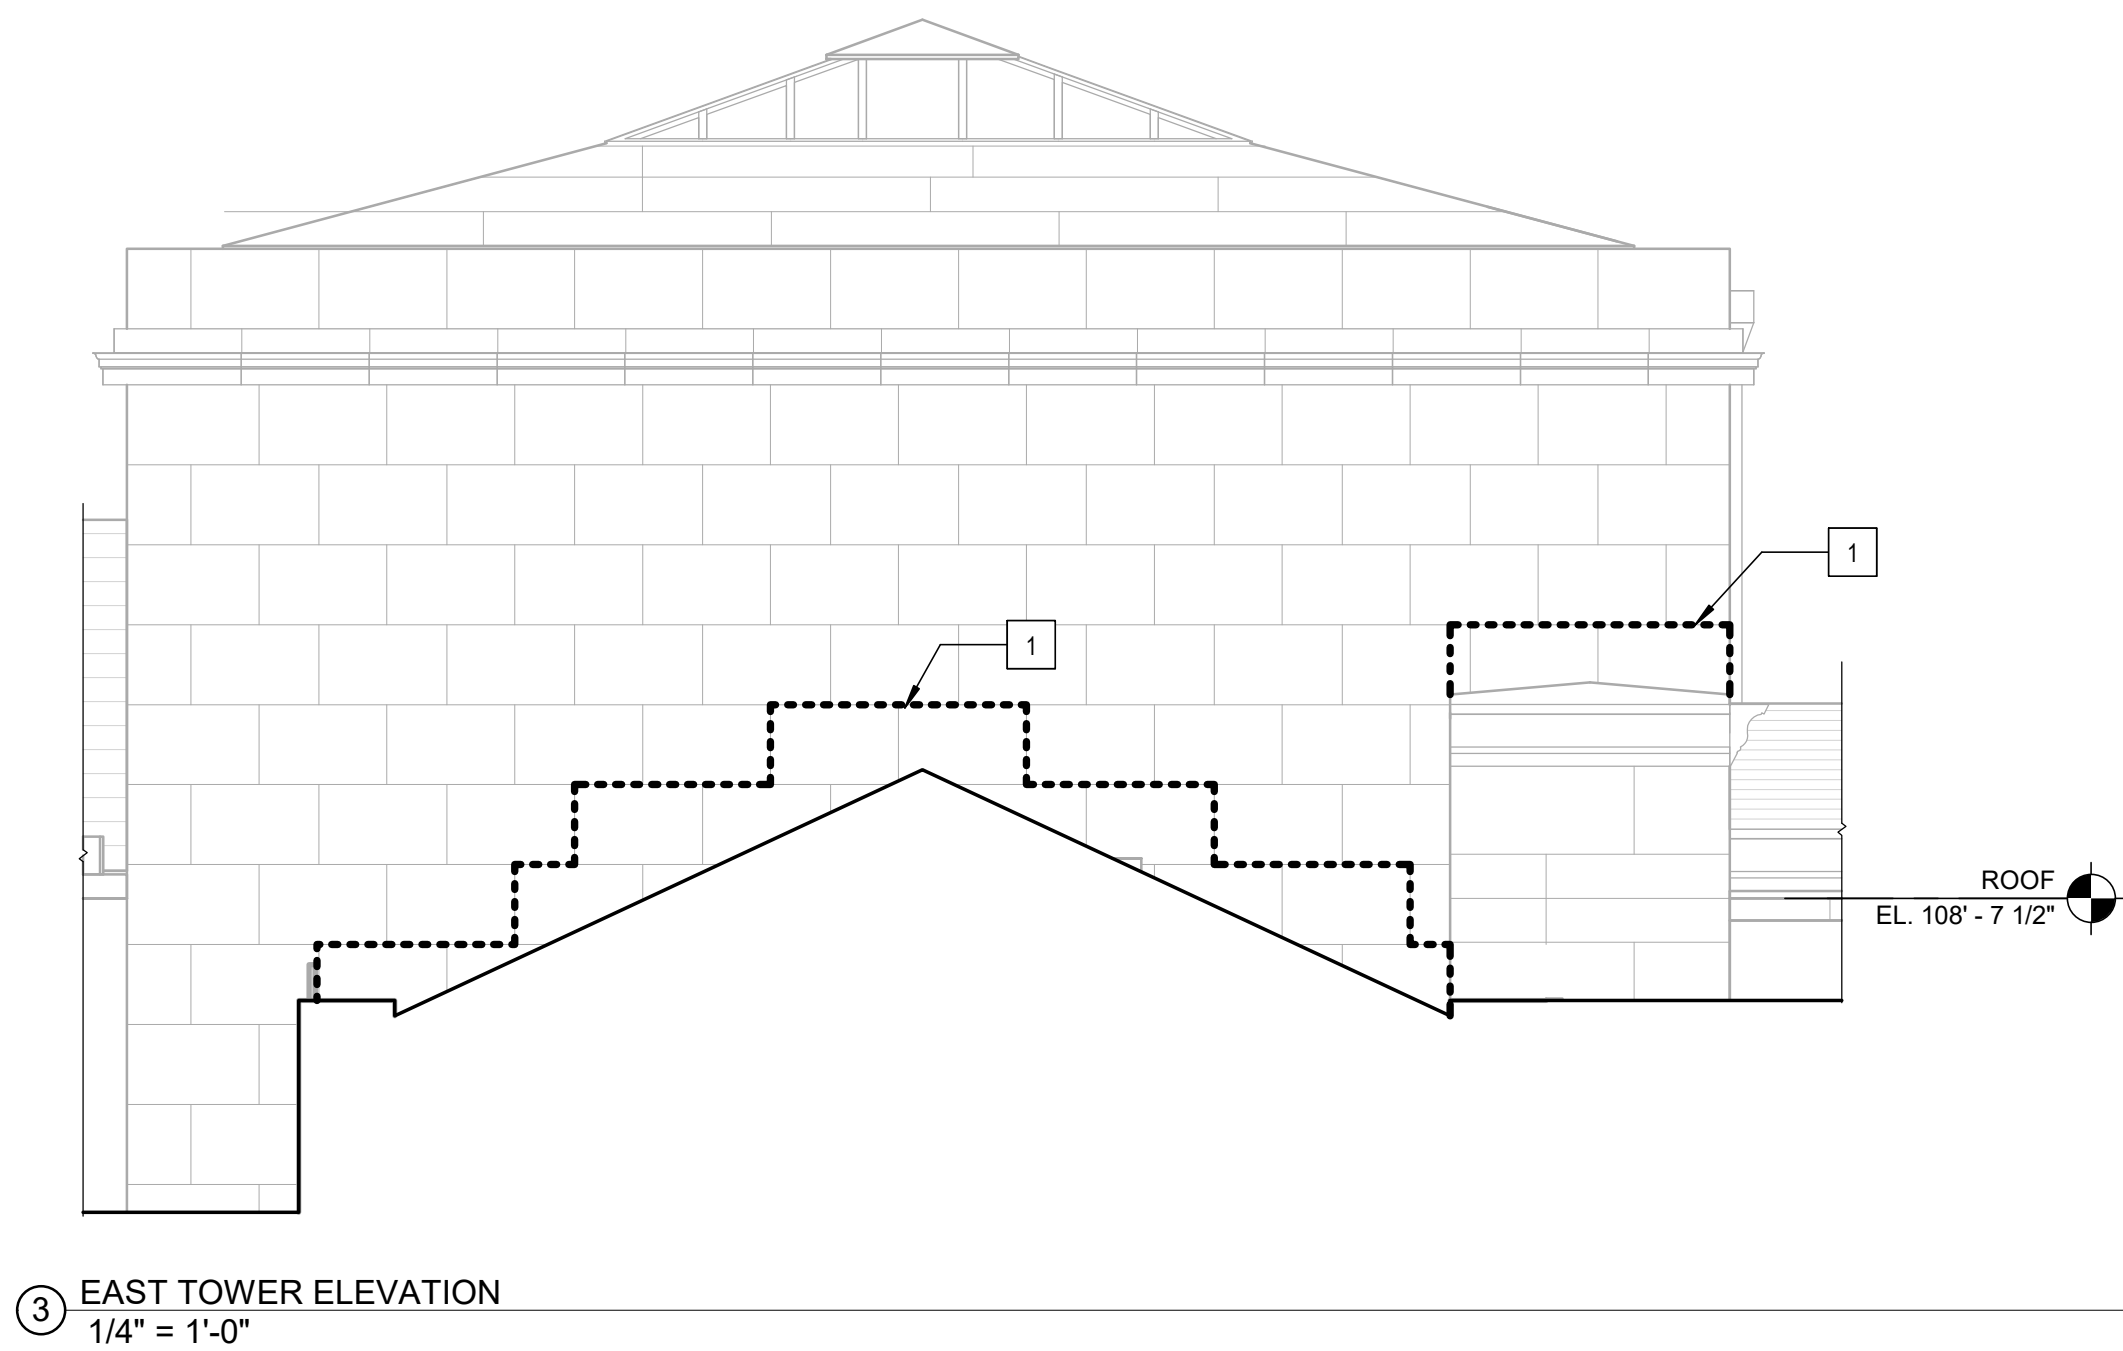 1
1
ROOF
EL. 108' - 7 1/2"
3
EAST TOWER ELEVATION
1/4" = 1'-0"